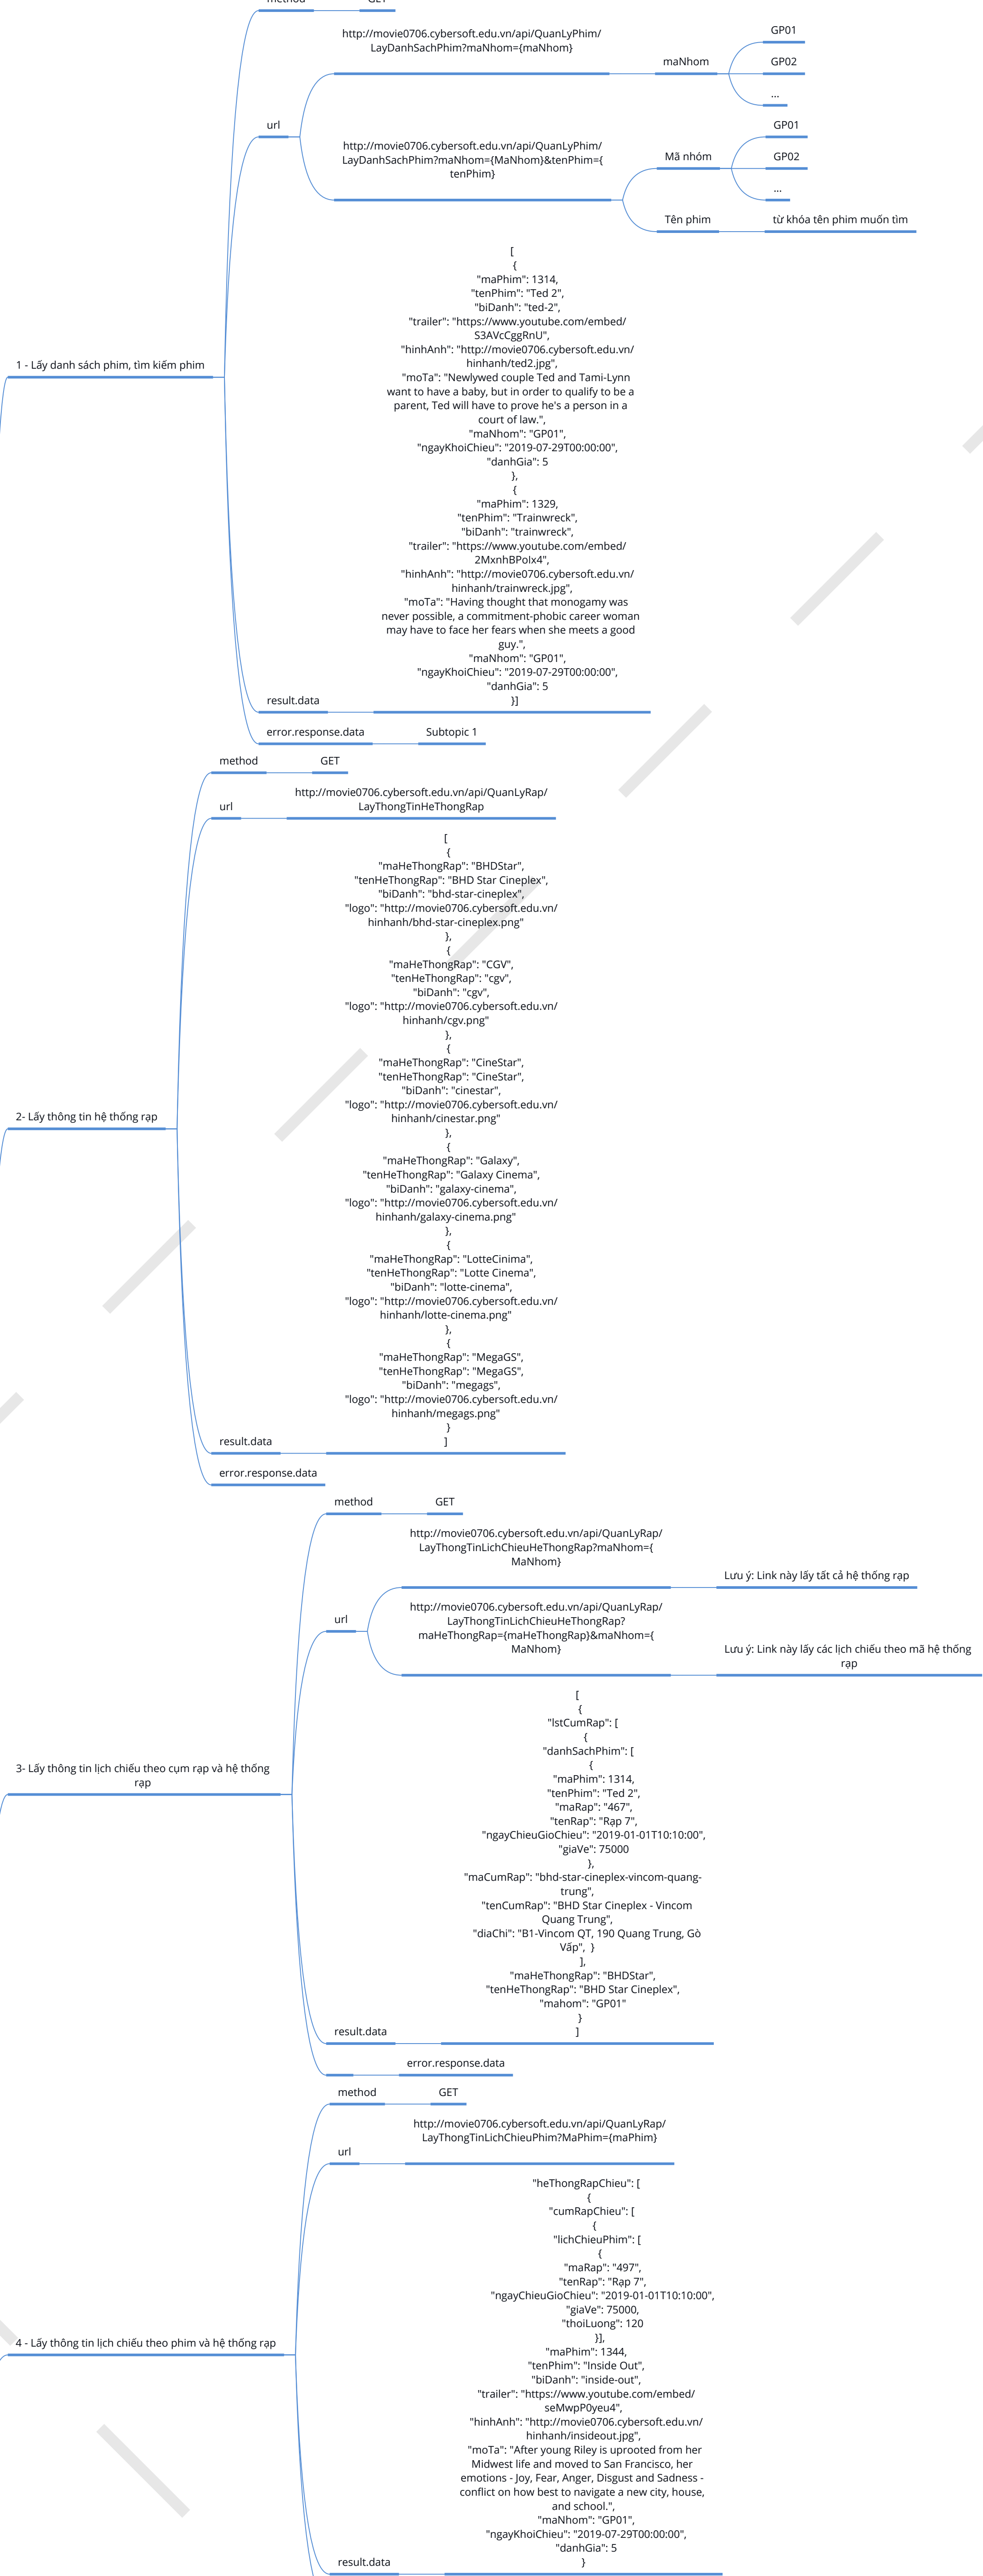 method
GET
http://movie0706.cybersoft.edu.vn/api/QuanLyPhim/
LayDanhSachPhim?maNhom={maNhom}
maNhom
GP01
GP02
...
url
http://movie0706.cybersoft.edu.vn/api/QuanLyPhim/
LayDanhSachPhim?maNhom={MaNhom}&tenPhim={
tenPhim}
Mã nhóm
GP01
GP02
...
Tên phim
từ khóa tên phim muốn tìm
1 - Lấy danh sách phim, tìm kiếm phim
[
{
"maPhim": 1314,
"tenPhim": "Ted 2",
"biDanh": "ted-2",
"trailer": "https://www.youtube.com/embed/
S3AVcCggRnU",
"hinhAnh": "http://movie0706.cybersoft.edu.vn/
hinhanh/ted2.jpg",
"moTa": "Newlywed couple Ted and Tami-Lynn
want to have a baby, but in order to qualify to be a
parent, Ted will have to prove he's a person in a
court of law.",
"maNhom": "GP01",
"ngayKhoiChieu": "2019-07-29T00:00:00",
"danhGia": 5
},
{
"maPhim": 1329,
"tenPhim": "Trainwreck",
"biDanh": "trainwreck",
"trailer": "https://www.youtube.com/embed/
2MxnhBPoIx4",
"hinhAnh": "http://movie0706.cybersoft.edu.vn/
hinhanh/trainwreck.jpg",
"moTa": "Having thought that monogamy was
never possible, a commitment-phobic career woman
may have to face her fears when she meets a good
guy.",
"maNhom": "GP01",
"ngayKhoiChieu": "2019-07-29T00:00:00",
"danhGia": 5
}]
result.data
error.response.data
Subtopic 1
method
GET
url
http://movie0706.cybersoft.edu.vn/api/QuanLyRap/
LayThongTinHeThongRap
2- Lấy thông tin hệ thống rạp
[
{
"maHeThongRap": "BHDStar",
"tenHeThongRap": "BHD Star Cineplex",
"biDanh": "bhd-star-cineplex",
"logo": "http://movie0706.cybersoft.edu.vn/
hinhanh/bhd-star-cineplex.png"
},
{
"maHeThongRap": "CGV",
"tenHeThongRap": "cgv",
"biDanh": "cgv",
"logo": "http://movie0706.cybersoft.edu.vn/
hinhanh/cgv.png"
},
{
"maHeThongRap": "CineStar",
"tenHeThongRap": "CineStar",
"biDanh": "cinestar",
"logo": "http://movie0706.cybersoft.edu.vn/
hinhanh/cinestar.png"
},
{
"maHeThongRap": "Galaxy",
"tenHeThongRap": "Galaxy Cinema",
"biDanh": "galaxy-cinema",
"logo": "http://movie0706.cybersoft.edu.vn/
hinhanh/galaxy-cinema.png"
},
{
"maHeThongRap": "LotteCinima",
"tenHeThongRap": "Lotte Cinema",
"biDanh": "lotte-cinema",
"logo": "http://movie0706.cybersoft.edu.vn/
hinhanh/lotte-cinema.png"
},
{
"maHeThongRap": "MegaGS",
"tenHeThongRap": "MegaGS",
"biDanh": "megags",
"logo": "http://movie0706.cybersoft.edu.vn/
hinhanh/megags.png"
}
]
result.data
error.response.data
method
GET
http://movie0706.cybersoft.edu.vn/api/QuanLyRap/
LayThongTinLichChieuHeThongRap?maNhom={
MaNhom}
Lưu ý: Link này lấy tất cả hệ thống rạp
url
http://movie0706.cybersoft.edu.vn/api/QuanLyRap/
LayThongTinLichChieuHeThongRap?
maHeThongRap={maHeThongRap}&maNhom={
MaNhom}
Lưu ý: Link này lấy các lịch chiếu theo mã hệ thống
rạp
3- Lấy thông tin lịch chiếu theo cụm rạp và hệ thống
rạp
[
{
"lstCumRap": [
{
"danhSachPhim": [
{
"maPhim": 1314,
"tenPhim": "Ted 2",
"maRap": "467",
"tenRap": "Rạp 7",
"ngayChieuGioChieu": "2019-01-01T10:10:00",
"giaVe": 75000
},
"maCumRap": "bhd-star-cineplex-vincom-quang-
trung",
"tenCumRap": "BHD Star Cineplex - Vincom
Quang Trung",
"diaChi": "B1-Vincom QT, 190 Quang Trung, Gò
Vấp",  }
],
"maHeThongRap": "BHDStar",
"tenHeThongRap": "BHD Star Cineplex",
"mahom": "GP01"
}
]
result.data
error.response.data
method
GET
http://movie0706.cybersoft.edu.vn/api/QuanLyRap/
LayThongTinLichChieuPhim?MaPhim={maPhim}
url
4 - Lấy thông tin lịch chiếu theo phim và hệ thống rạp
"heThongRapChieu": [
{
"cumRapChieu": [
{
"lichChieuPhim": [
{
"maRap": "497",
"tenRap": "Rạp 7",
"ngayChieuGioChieu": "2019-01-01T10:10:00",
"giaVe": 75000,
"thoiLuong": 120
}],
"maPhim": 1344,
"tenPhim": "Inside Out",
"biDanh": "inside-out",
"trailer": "https://www.youtube.com/embed/
seMwpP0yeu4",
"hinhAnh": "http://movie0706.cybersoft.edu.vn/
hinhanh/insideout.jpg",
"moTa": "After young Riley is uprooted from her
Midwest life and moved to San Francisco, her
emotions - Joy, Fear, Anger, Disgust and Sadness -
conflict on how best to navigate a new city, house,
and school.",
"maNhom": "GP01",
"ngayKhoiChieu": "2019-07-29T00:00:00",
"danhGia": 5
}
result.data